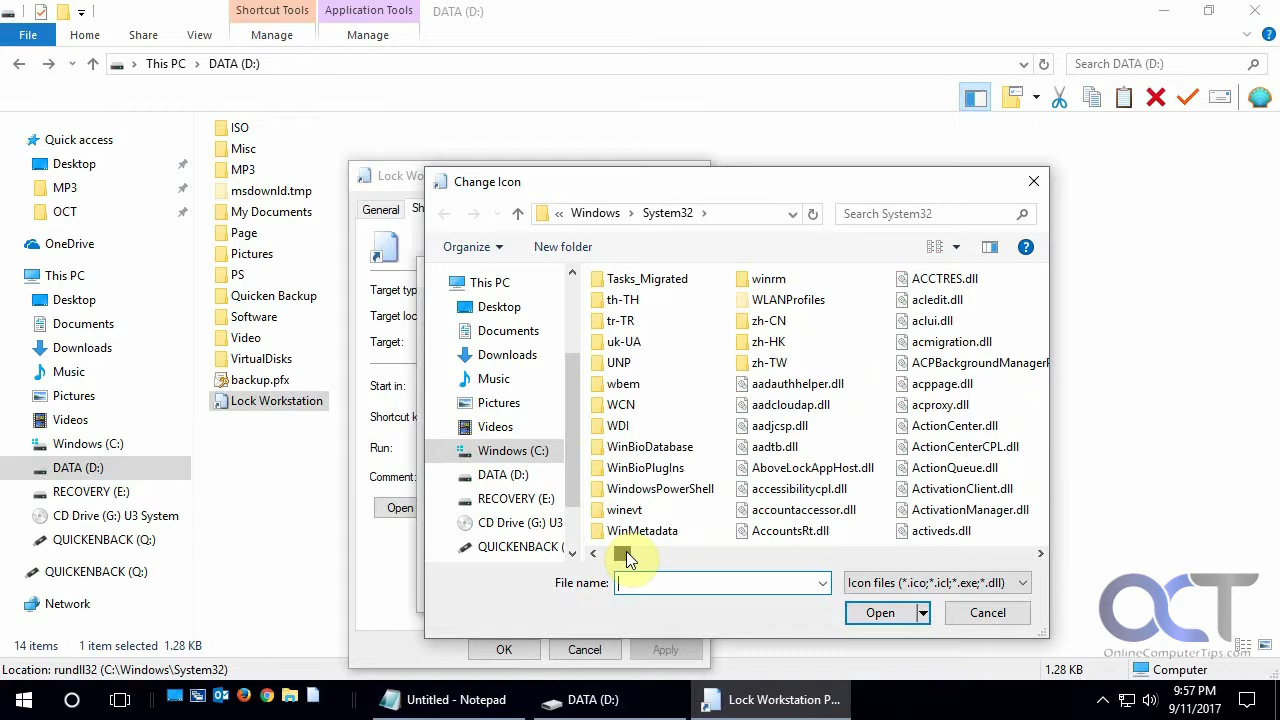 Shortcut Tools
Application Tools
DATA (D:)
File
Home
Share
View
Manage
Manage
This PC
DATA (D:)
Search DATA (D:)
Quick access
Desktop
MP3
OCT
OneDrive
This PC
Desktop
Documents
Downloads
Music
Pictures
Videos
Windows (C:)
DATA (D:)
RECOVERY (E:)
CD Drive (G:) U3 System
QUICKENBACK (H:)
QUICKENBACK (H:)
Network
ISO
Misc
MP3
msdownld.tmp
My Documents
Page
Pictures
PS
Quicken Backup
Software
Video
VirtualDisks
backup.pfx
Lock Workstation
Lock Wo
General
Sh
Target typ
Target loc
Target:
Start in:
Shortcut k
Run:
Comment:
Open
OK
Cancel
Apply
Change Icon
« Windows
System32
Search System32
Organize
New folder
This PC
Desktop
Documents
Downloads
Music
Pictures
Videos
Windows (C:)
DATA (D:)
RECOVERY (E:)
CD Drive (G:) U3
QUICKENBACK (
Tasks_Migrated
th-TH
tr-TR
uk-UA
UNP
wbem
WCN
WDI
WinBioDatabase
WinBioPlugIns
WindowsPowerShell
winevt
WinMetadata
winrm
WLANProfiles
zh-CN
zh-HK
zh-TW
aadauthhelper.dll
aadcloudap.dll
aadjcsp.dll
aadtb.dll
AboveLockAppHost.dll
accessibilitycpl.dll
accountaccessor.dll
AccountsRt.dll
ACCTRES.dll
acledit.dll
aclui.dll
acmigration.dll
ACPBackgroundManagerP
acppage.dll
acproxy.dll
ActionCenter.dll
ActionCenterCPL.dll
ActionQueue.dll
ActivationClient.dll
ActivationManager.dll
activeds.dll
File name:
Icon files (*.ico;*.icl;*.exe;*.dll)
Open
Cancel
OCT
OnlineComputerTips.com
14 items
1 item selected 1.28 KB
Location: rundll32 (C:\Windows\System32)
1.28 KB
Computer
Untitled - Notepad
DATA (D:)
Lock Workstation P...
9:57 PM
9/11/2017